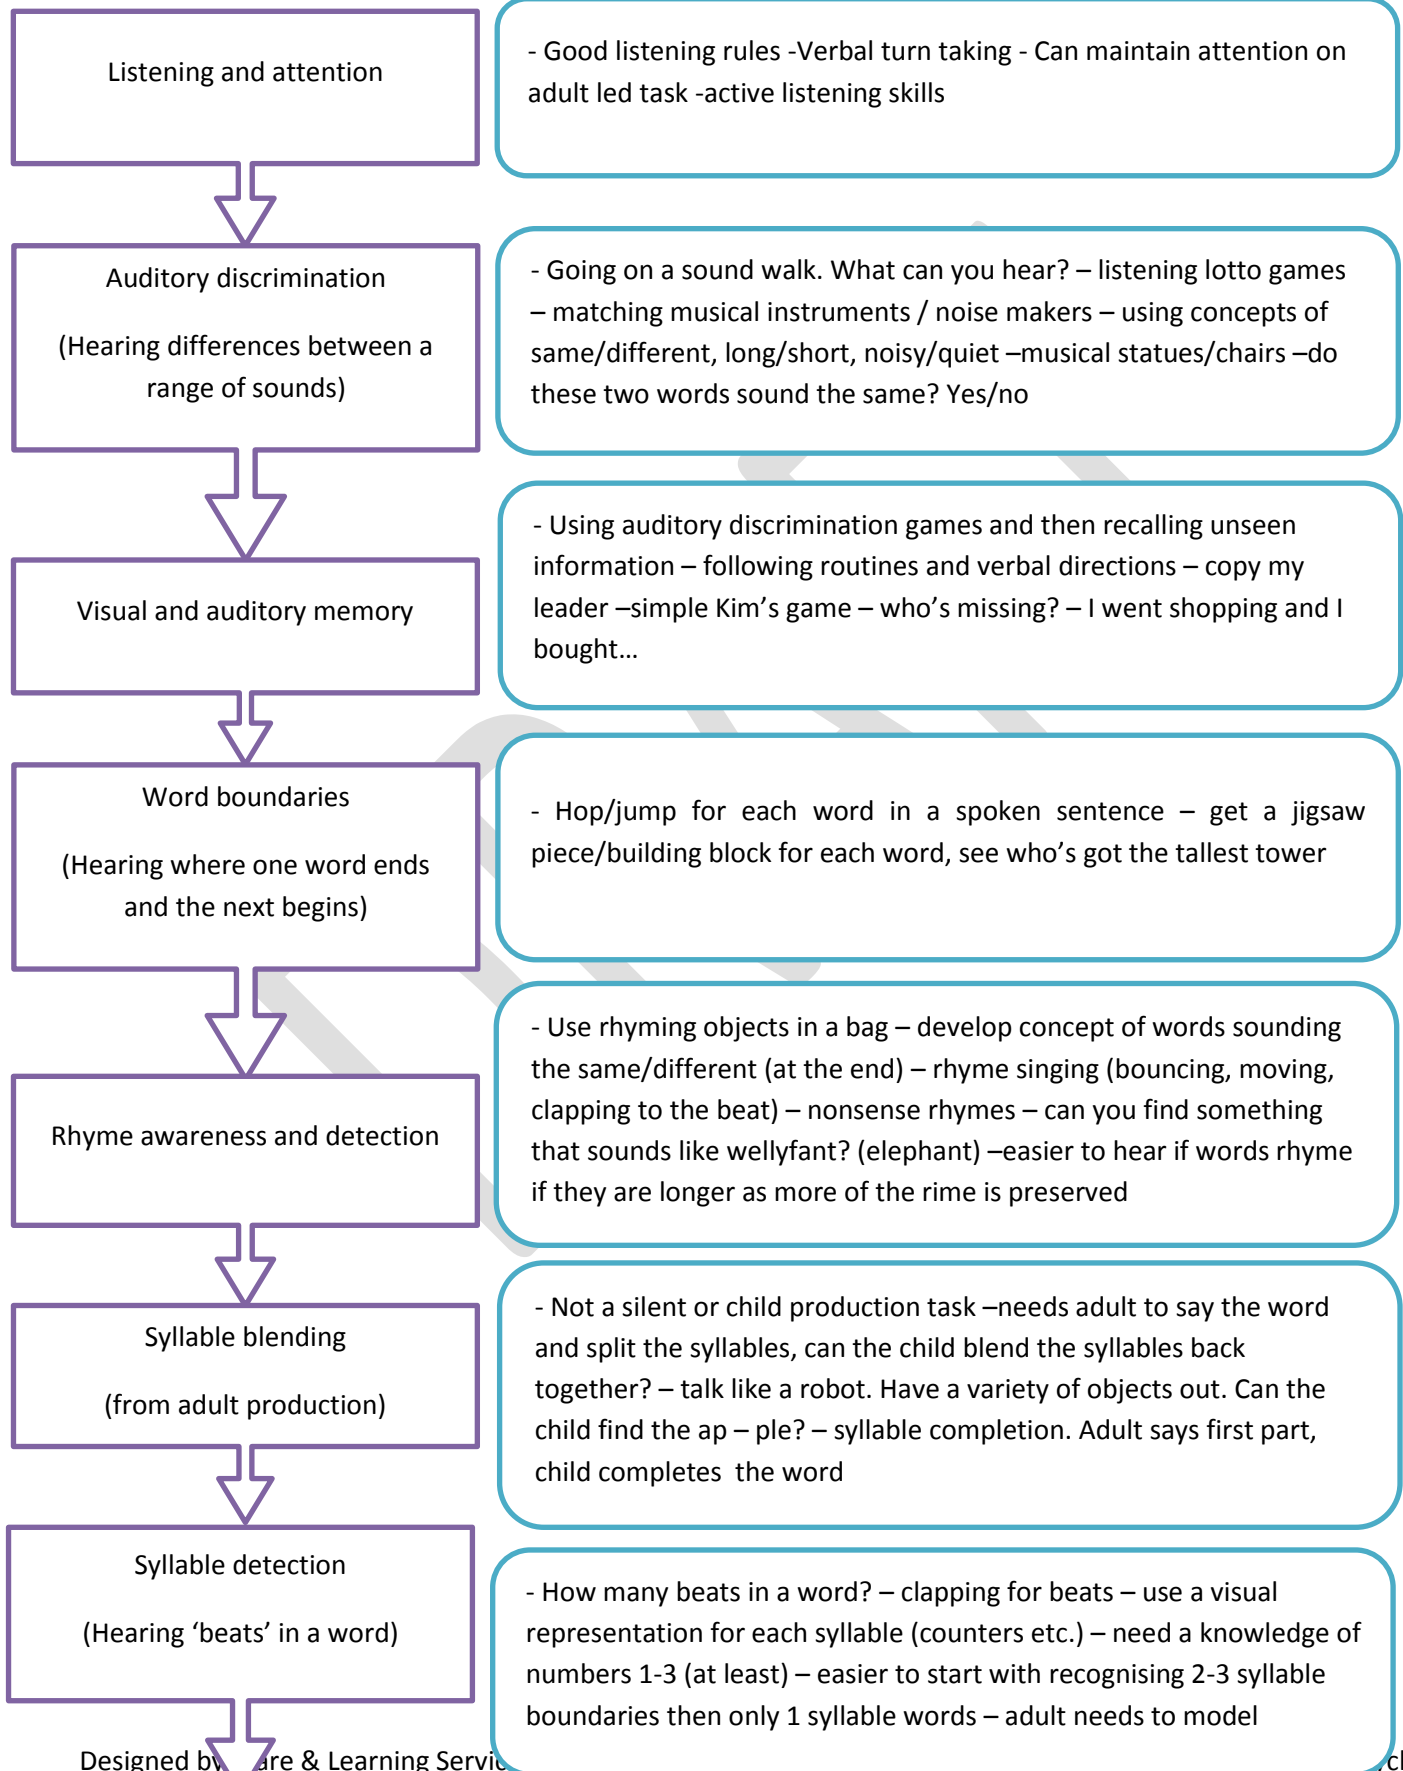 Listening and attention
- Good listening rules -Verbal turn taking - Can maintain attention on
adult led task -active listening skills
Auditory discrimination
(Hearing differences between a
range of sounds)
- Going on a sound walk. What can you hear? – listening lotto games
– matching musical instruments / noise makers – using concepts of
same/different, long/short, noisy/quiet –musical statues/chairs –do
these two words sound the same? Yes/no
Visual and auditory memory
- Using auditory discrimination games and then recalling unseen
information – following routines and verbal directions – copy my
leader –simple Kim’s game – who’s missing? – I went shopping and I
bought…
Word boundaries
(Hearing where one word ends
and the next begins)
- Hop/jump for each word in a spoken sentence – get a jigsaw
piece/building block for each word, see who’s got the tallest tower
Rhyme awareness and detection
- Use rhyming objects in a bag – develop concept of words sounding
the same/different (at the end) – rhyme singing (bouncing, moving,
clapping to the beat) – nonsense rhymes – can you find something
that sounds like wellyfant? (elephant) –easier to hear if words rhyme
if they are longer as more of the rime is preserved
Syllable blending
(from adult production)
- Not a silent or child production task –needs adult to say the word
and split the syllables, can the child blend the syllables back
together? – talk like a robot. Have a variety of objects out. Can the
child find the ap – ple? – syllable completion. Adult says first part,
child completes the word
Syllable detection
(Hearing ‘beats’ in a word)
- How many beats in a word? – clapping for beats – use a visual
representation for each syllable (counters etc.) – need a knowledge of
numbers 1-3 (at least) – easier to start with recognising 2-3 syllable
boundaries then only 1 syllable words – adult needs to model
Designed by & Learning